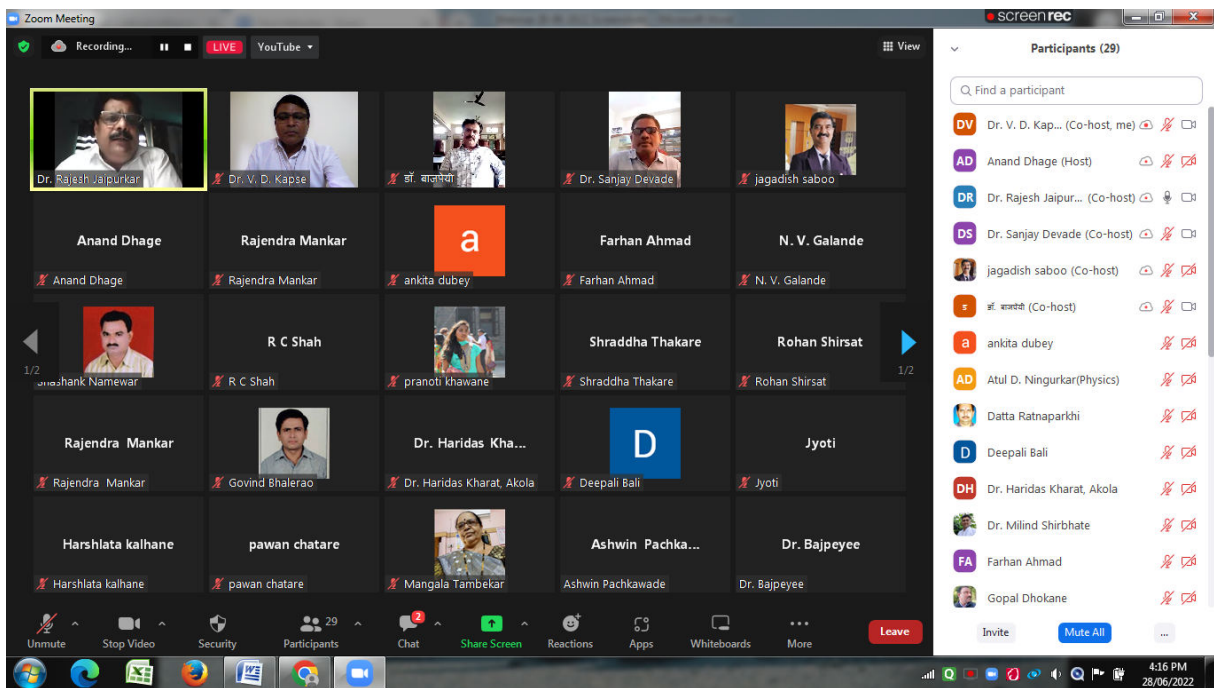 Zoom Meeting
screenrec
Recording...
LIVE
YouTube
View
Dr. Rajesh Jaipurkar
Dr. V. D. Kapse
डॉ. बाजपेयी
Dr. Sanjay Devade
jagadish saboo
Anand Dhage
Rajendra Mankar
a
Farhan Ahmad
N. V. Galande
Anand Dhage
Rajendra Mankar
ankita dubey
Farhan Ahmad
N. V. Galande
R C Shah
Shraddha Thakare
Rohan Shirsat
1/2
1/2
Shashank Namewar
R C Shah
pranoti khawane
Shraddha Thakare
Rohan Shirsat
Rajendra Mankar
Dr. Haridas Kha...
D
Jyoti
Rajendra Mankar
Govind Bhalerao
Dr. Haridas Kharat, Akola
Deepali Bali
Jyoti
Harshlata kalhane
pawan chatare
Ashwin Pachka...
Dr. Bajpeyee
Harshlata kalhane
pawan chatare
Mangala Tambekar
Ashwin Pachkawade
Dr. Bajpeyee
Unmute
Stop Video
Security
29
Participants
2
Chat
Share Screen
Reactions
Apps
Whiteboards
More
Leave
Participants (29)
Find a participant
DV Dr. V. D. Kap... (Co-host, me)
AD Anand Dhage (Host)
DR Dr. Rajesh Jaipur... (Co-host)
DS Dr. Sanjay Devade (Co-host)
jagadish saboo (Co-host)
डॉ. बाजपेयी (Co-host)
a ankita dubey
AD Atul D. Ningurkar(Physics)
Datta Ratnaparkhi
D Deepali Bali
DH Dr. Haridas Kharat, Akola
Dr. Milind Shirbhate
FA Farhan Ahmad
Gopal Dhokane
Invite
Mute All
...
4:16 PM
28/06/2022